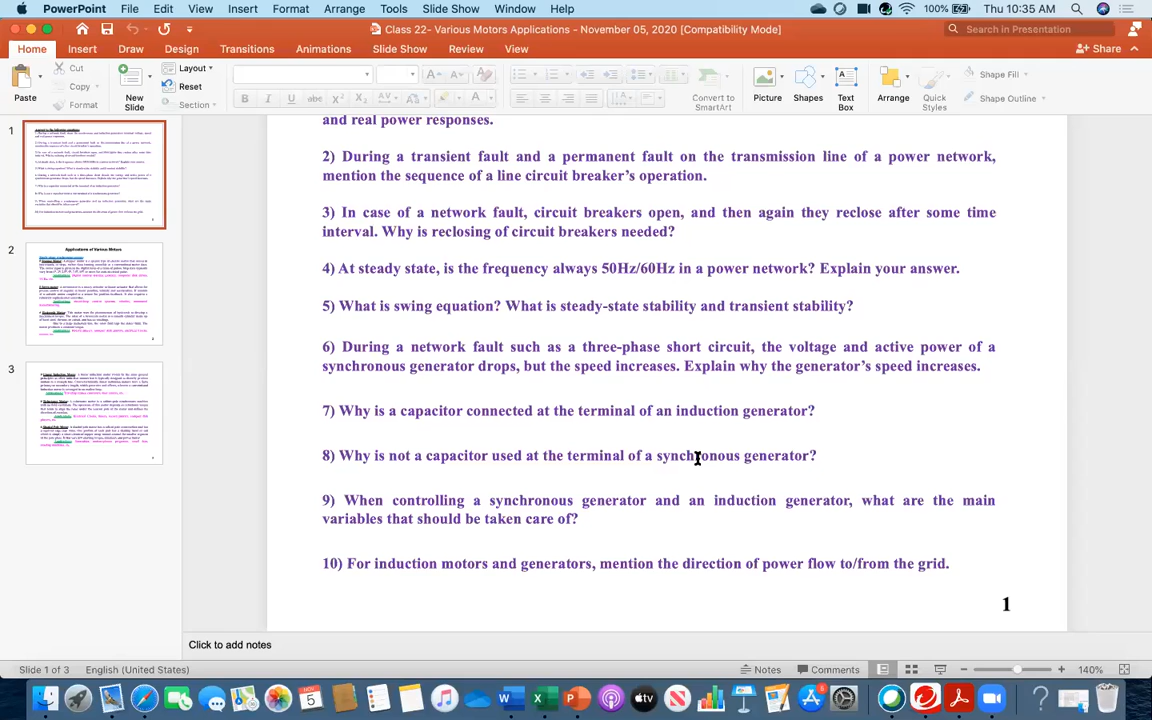 PowerPoint File Edit View Insert Format Arrange Tools Slide Show Window Help 100% Thu 10:35 AM
Class 22- Various Motors Applications - November 05, 2020 [Compatibility Mode] Search in Presentation
Home Insert Draw Design Transitions Animations Slide Show Review View Share
Paste Cut Copy Format New Slide Layout Reset Section Convert to SmartArt Picture Shapes Text Box Arrange Quick Styles Shape Fill Shape Outline
1
2
Applications of Various Motors
3
and real power responses.
2) During a transient fault and a permanent fault on the transmission line of a power network,
mention the sequence of a line circuit breaker's operation.
3) In case of a network fault, circuit breakers open, and then again they reclose after some time
interval. Why is reclosing of circuit breakers needed?
4) At steady state, is the frequency always 50Hz/60Hz in a power network? Explain your answer.
5) What is swing equation? What is steady-state stability and transient stability?
6) During a network fault such as a three-phase short circuit, the voltage and active power of a
synchronous generator drops, but the speed increases. Explain why the generator's speed increases.
7) Why is a capacitor connected at the terminal of an induction generator?
8) Why is not a capacitor used at the terminal of a synchronous generator?
9) When controlling a synchronous generator and an induction generator, what are the main
variables that should be taken care of?
10) For induction motors and generators, mention the direction of power flow to/from the grid.
1
Click to add notes
Slide 1 of 3 English (United States) Notes Comments 140%